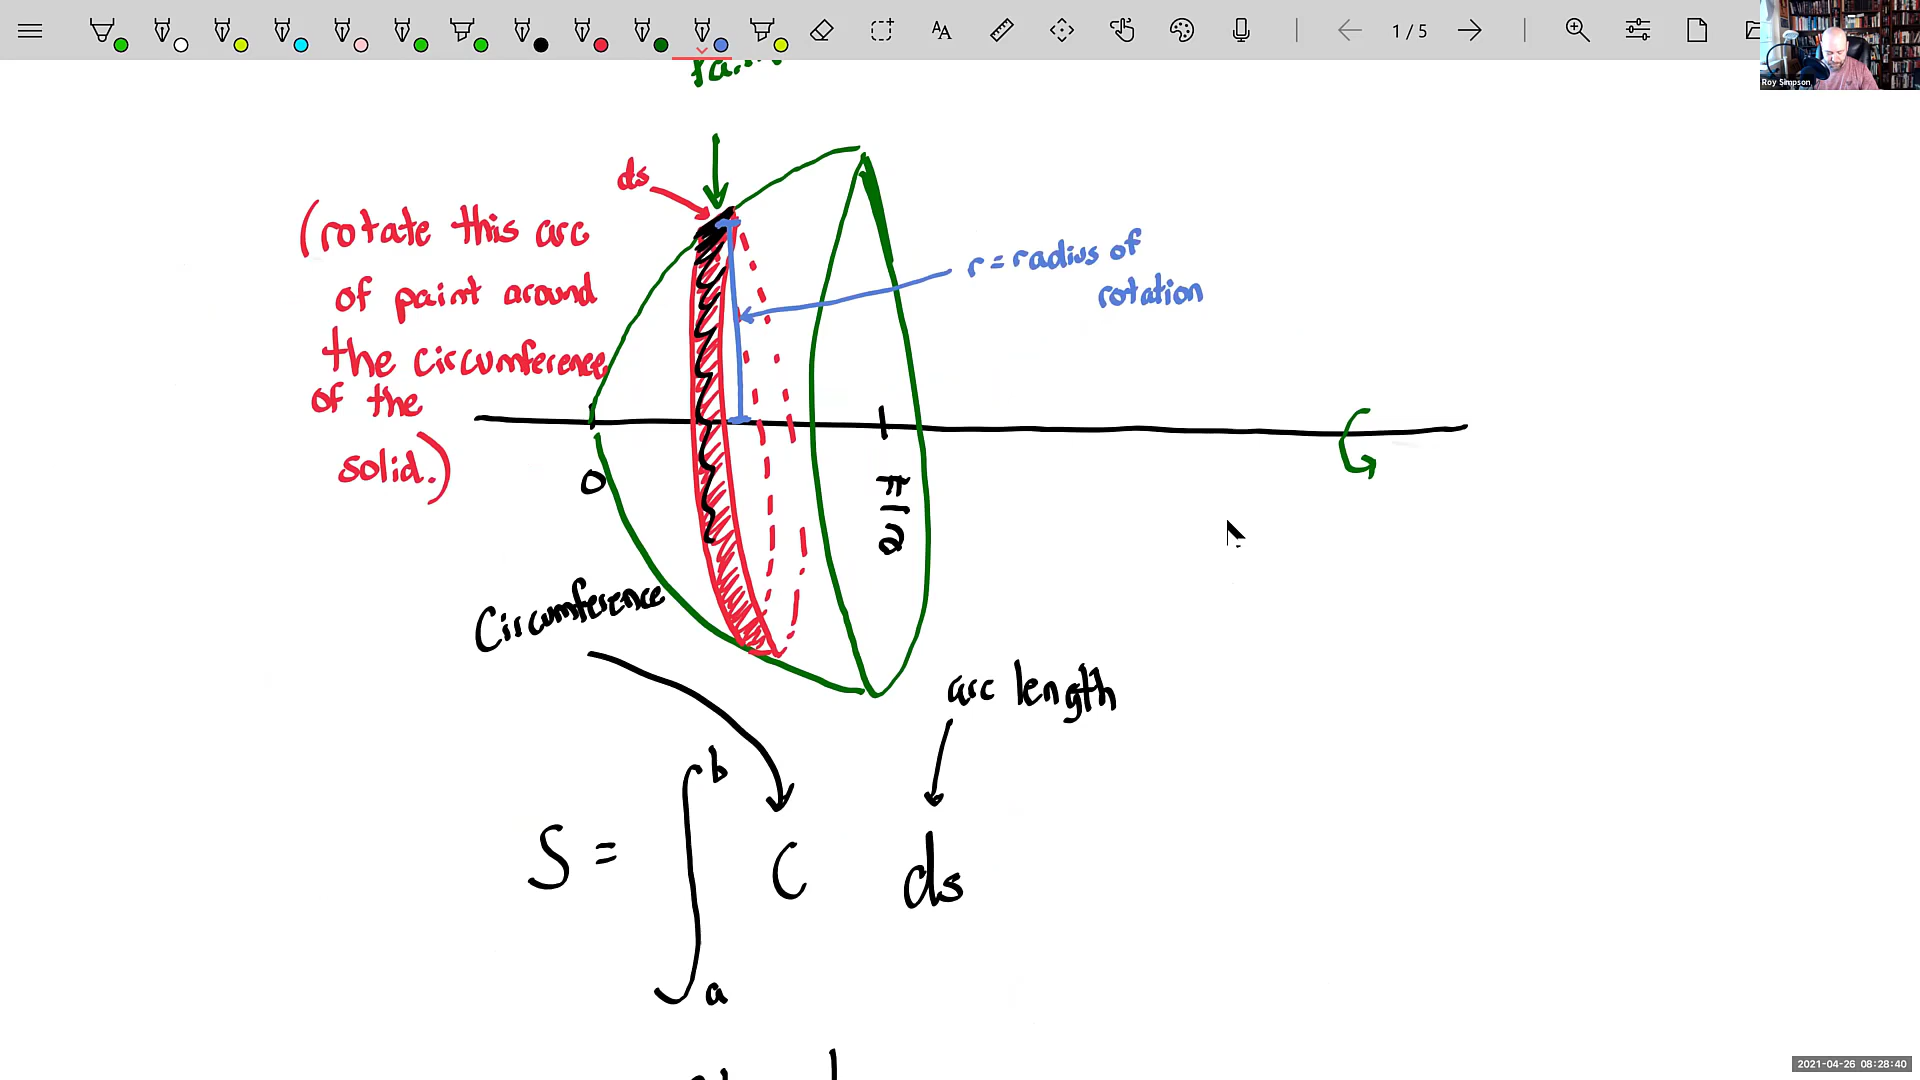 1 / 5
Roy Simpson
ds
(rotate this arc
of paint around
the circumference
of the
solid.)
r = radius of
rotation
0
π/2
Circumference
arc length
S = ∫ₐᵇ C ds
2021-04-26 08:28:40